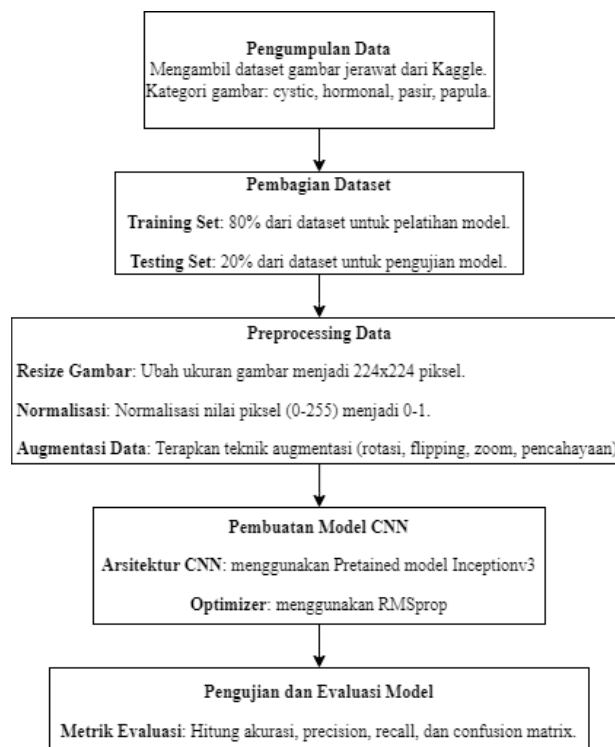 Pengumpulan Data
Mengambil dataset gambar jerawat dari Kaggle.
Kategori gambar: cystic, hormonal, pasir, papula.
Pembagian Dataset
Training Set: 80% dari dataset untuk pelatihan model.
Testing Set: 20% dari dataset untuk pengujian model.
Preprocessing Data
Resize Gambar: Ubah ukuran gambar menjadi 224x224 piksel.
Normalisasi: Normalisasi nilai piksel (0-255) menjadi 0-1.
Augmentasi Data: Terapkan teknik augmentasi (rotasi, flipping, zoom, pencahayaan)
Pembuatan Model CNN
Arsitektur CNN: menggunakan Pretained model Inceptionv3
Optimizer: menggunakan RMSprop
Pengujian dan Evaluasi Model
Metrik Evaluasi: Hitung akurasi, precision, recall, dan confusion matrix.